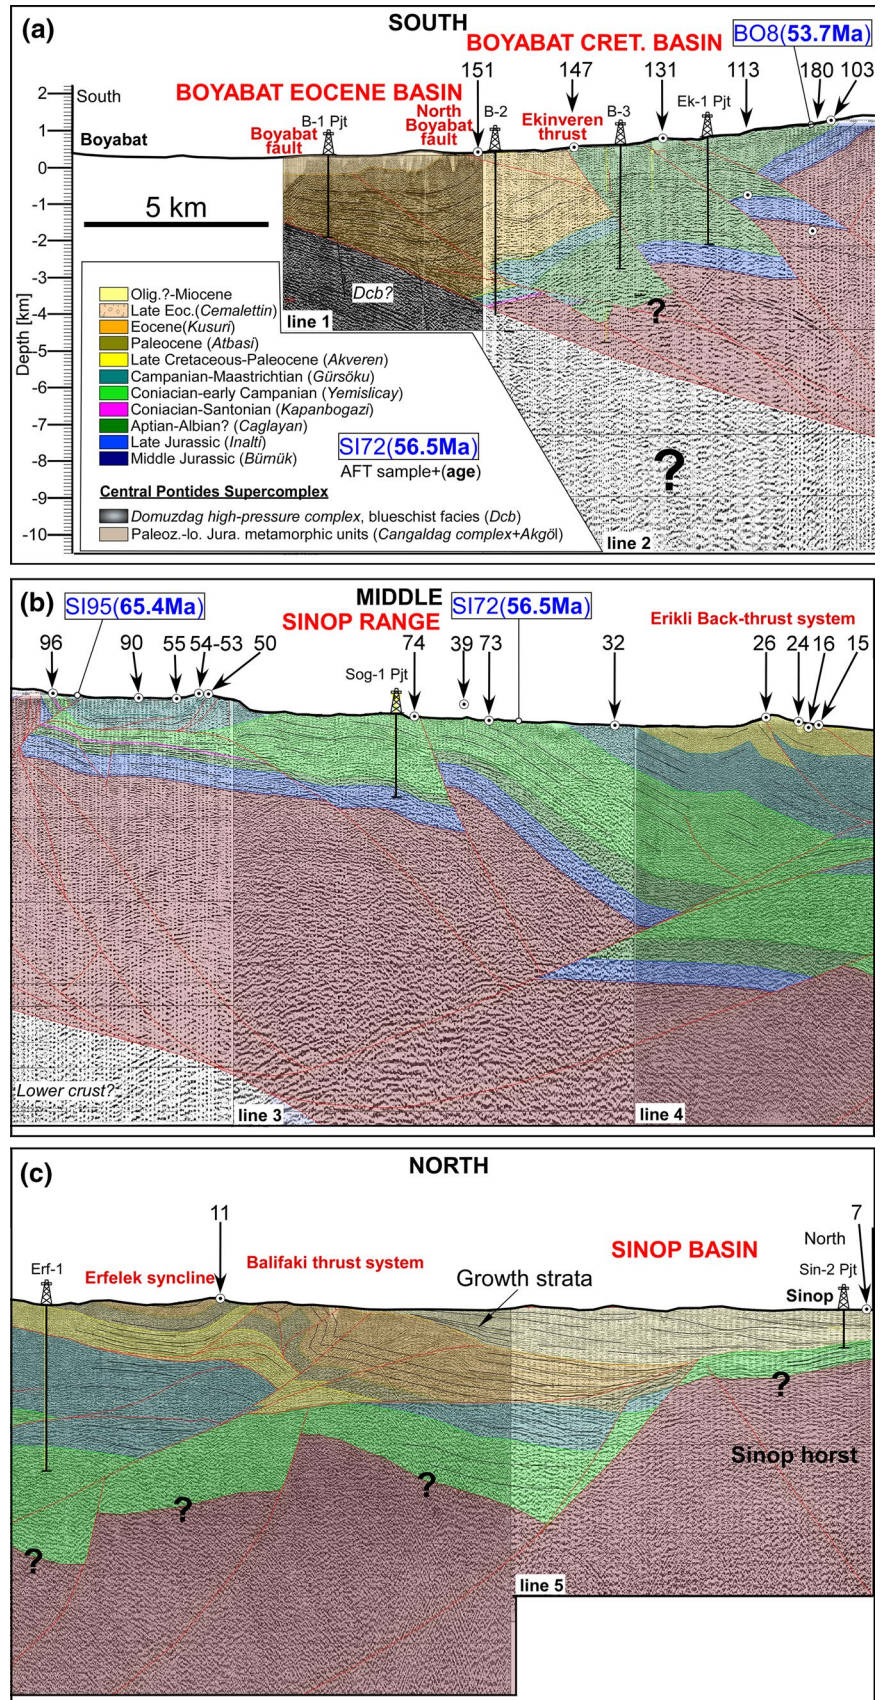 (a)
SOUTH
BOYABAT CRET. BASIN
BO8(53.7Ma)
151
147
131
113
180
103
2
1
0
-1
-2
-3
-4
-5
-6
-7
-8
-9
-10
Depth [km]
South
Boyabat
BOYABAT EOCENE BASIN
B-1 Pjt
Boyabat
fault
North
Boyabat
fault
B-2
Ekinveren
thrust
B-3
Ek-1 Pjt
5 km
Dcb?
line 1
?
?
line 2
Olig.?-Miocene
Late Eoc.(Cemalettin)
Eocene(Kusuri)
Paleocene (Atbasi)
Late Cretaceous-Paleocene (Akveren)
Campanian-Maastrichtian (Gürsöku)
Coniacian-early Campanian (Yemislicay)
Coniacian-Santonian (Kapanbogazi)
Aptian-Albian? (Caglayan)
Late Jurassic (Inalti)
Middle Jurassic (Bürnük)
SI72(56.5Ma)
AFT sample+(age)
Central Pontides Supercomplex
Domuzdag high-pressure complex, blueschist facies (Dcb)
Paleoz.-lo. Jura. metamorphic units (Cangaldag complex+Akgöl)
(b)
SI95(65.4Ma)
MIDDLE
SINOP RANGE
SI72(56.5Ma)
Erikli Back-thrust system
96
90
55
54-53
50
Sog-1 Pjt
74
39
73
32
26
24
16
15
Lower crust?
line 3
line 4
(c)
NORTH
11
7
Erf-1
Erfelek syncline
Balifaki thrust system
Growth strata
SINOP BASIN
North
Sin-2 Pjt
Sinop
?
?
?
?
Sinop horst
line 5